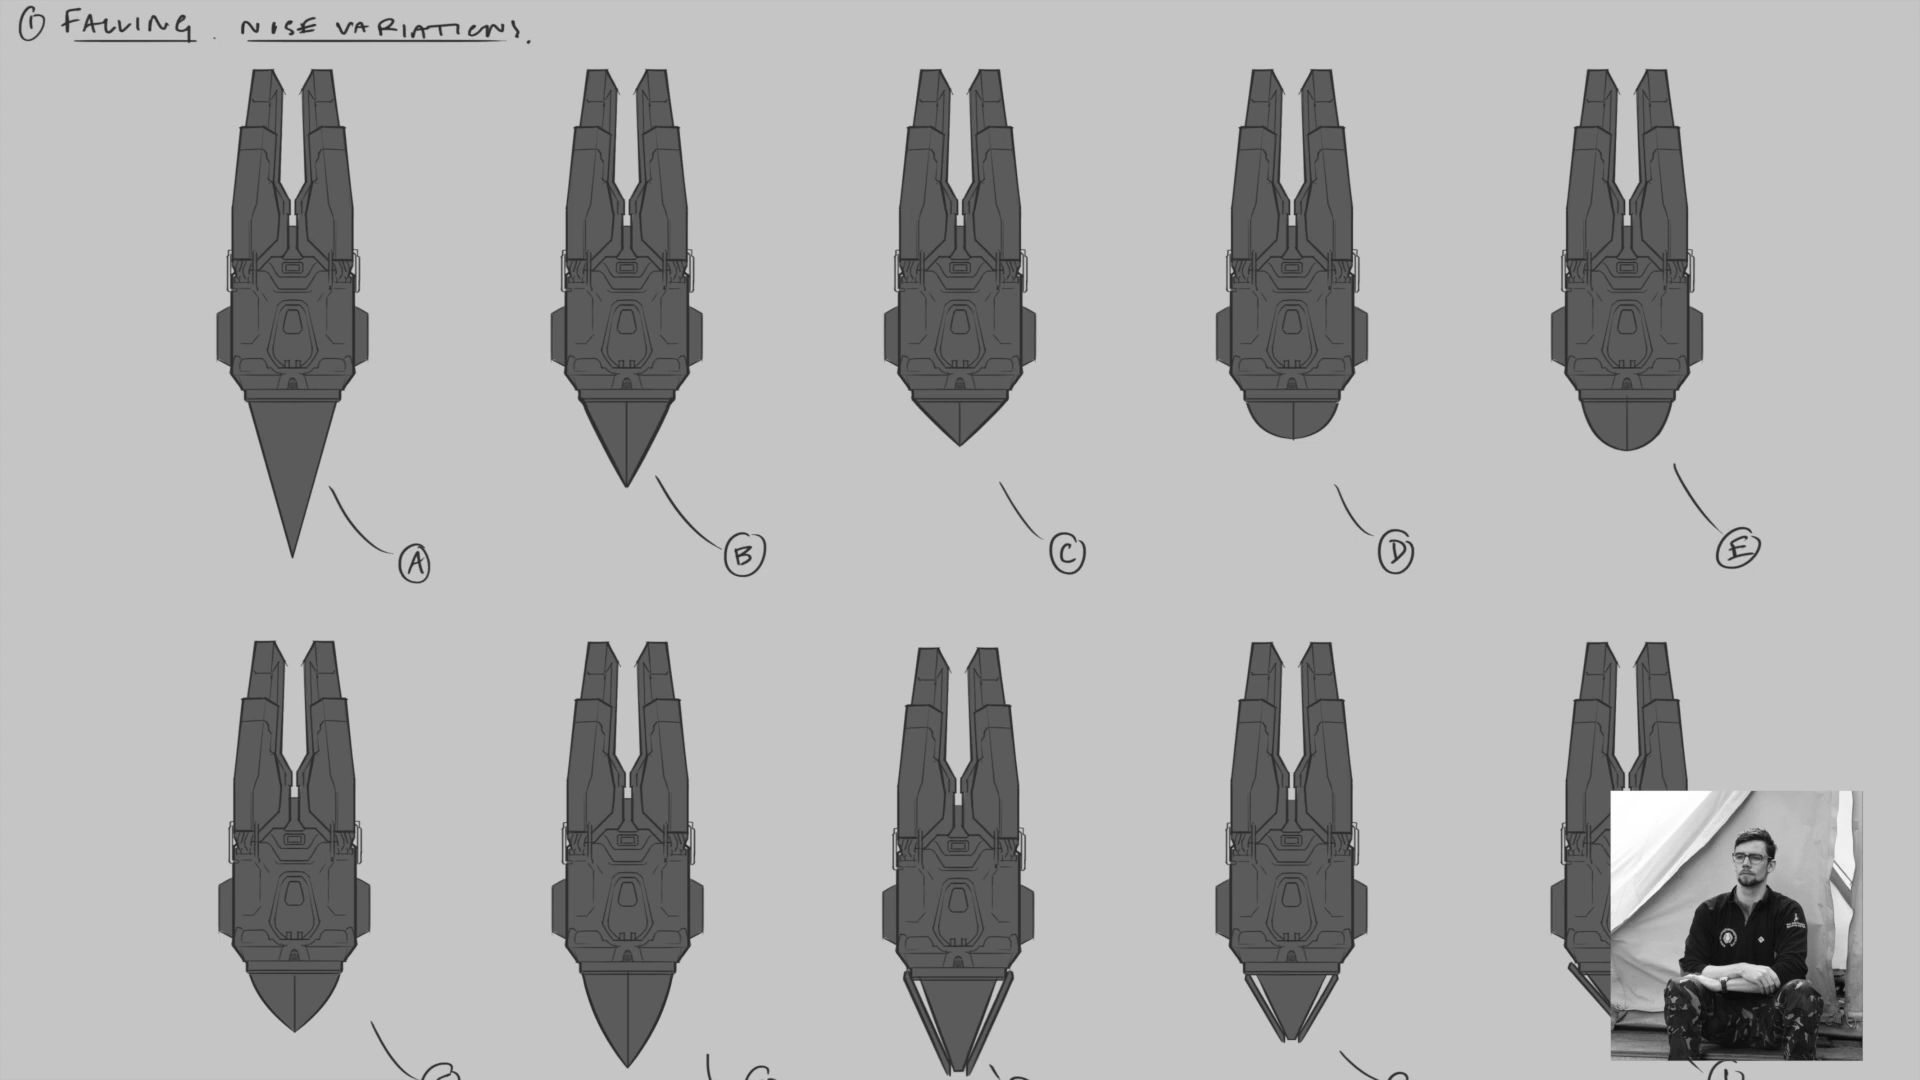 ① FALLING. NOSE VARIATIONS.
A
B
C
D
E